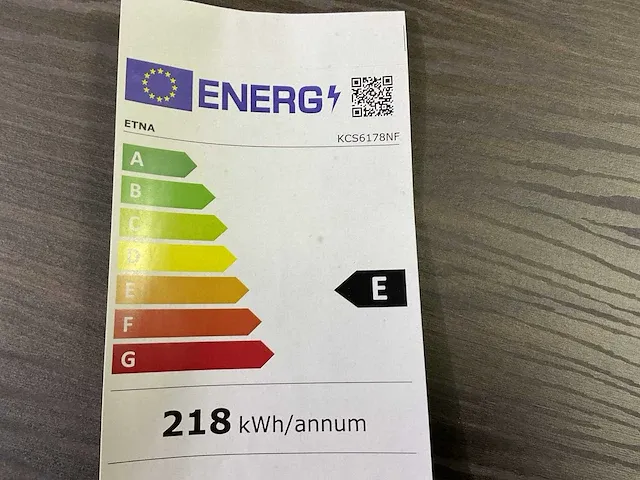 ENERG
ETNA
KCS6178NF
A
B
C
D
E
E
F
G
218 kWh/annum